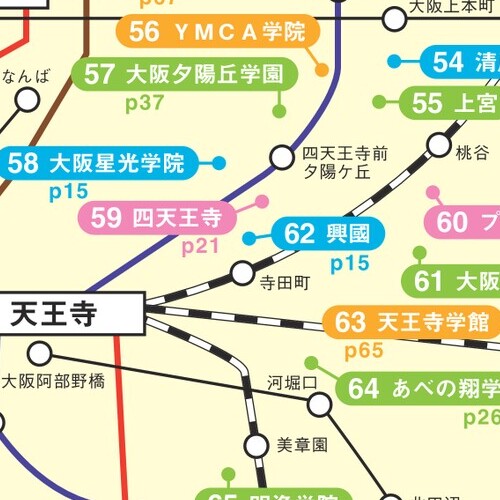 大阪上本町
56 YMCA学院
54 清
なんば
57 大阪夕陽丘学園
p37
55 上宮
四天王寺前
夕陽ケ丘
桃谷
58 大阪星光学院
p15
59 四天王寺
p21
60 プ
62 興國
p15
寺田町
61 大阪
天王寺
63 天王寺学館
p65
大阪阿部野橋
河堀口
64 あべの翔学
p26
美章園